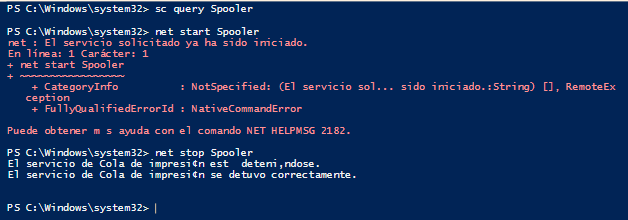 PS C:\Windows\system32> sc query Spooler
PS C:\Windows\system32> net start Spooler
net : El servicio solicitado ya ha sido iniciado.
En línea: 1 Carácter: 1
+ net start Spooler
+ ~~~~~~~~~~~~~~~~~
    + CategoryInfo          : NotSpecified: (El servicio sol... sido iniciado.:String) [], RemoteEx
   ception
    + FullyQualifiedErrorId : NativeCommandError
Puede obtener m s ayuda con el comando NET HELPMSG 2182.
PS C:\Windows\system32> net stop Spooler
El servicio de Cola de impresi¢n est  deteni‚ndose.
El servicio de Cola de impresi¢n se detuvo correctamente.
PS C:\Windows\system32>